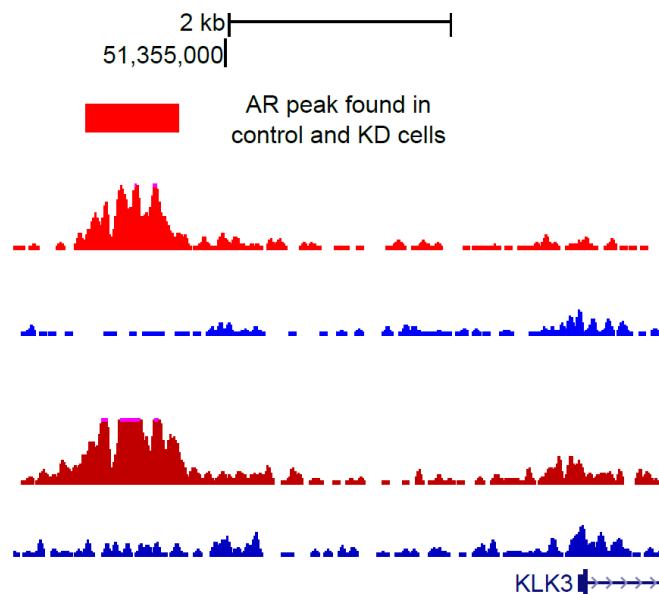 2 kb
51,355,000
AR peak found in
control and KD cells
KLK3